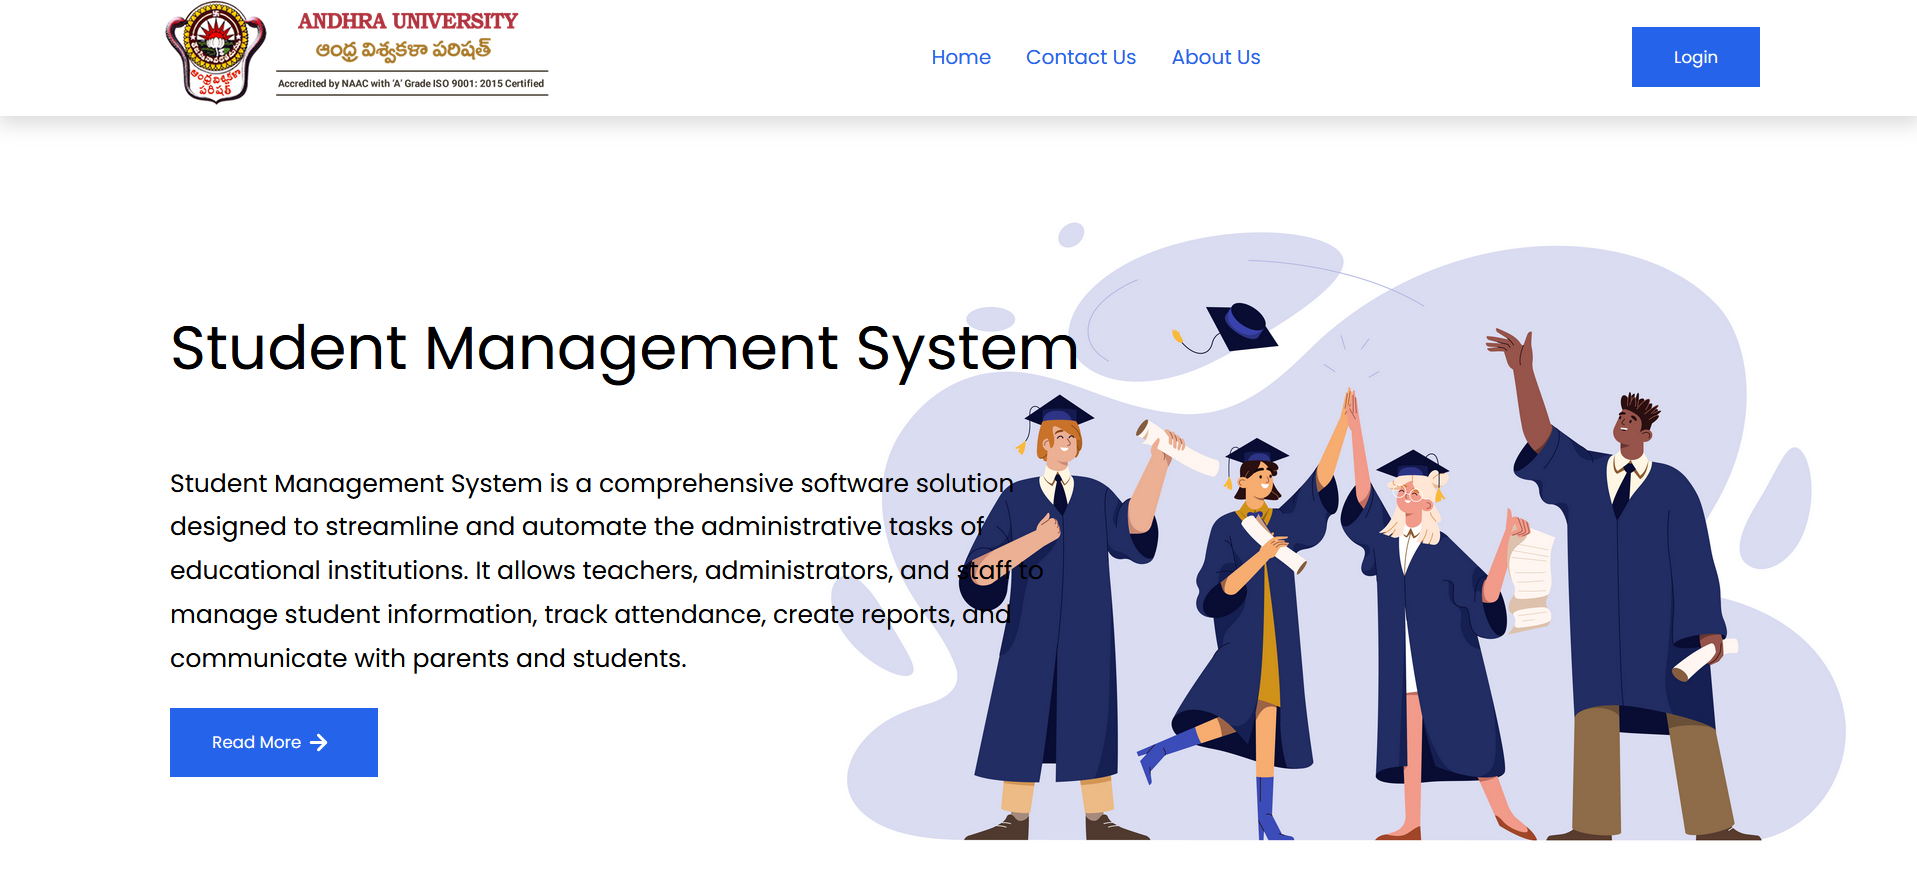 ANDHRA UNIVERSITY
ఆంధ్ర విశ్వకళా పరిషత్
Accredited by NAAC with 'A' Grade ISO 9001: 2015 Certified
ఆంధ్ర విశ్వకళా
పరిషత్
Home Contact Us About Us
Login
Student Management System
Student Management System is a comprehensive software solution
designed to streamline and automate the administrative tasks of
educational institutions. It allows teachers, administrators, and staff to
manage student information, track attendance, create reports, and
communicate with parents and students.
Read More